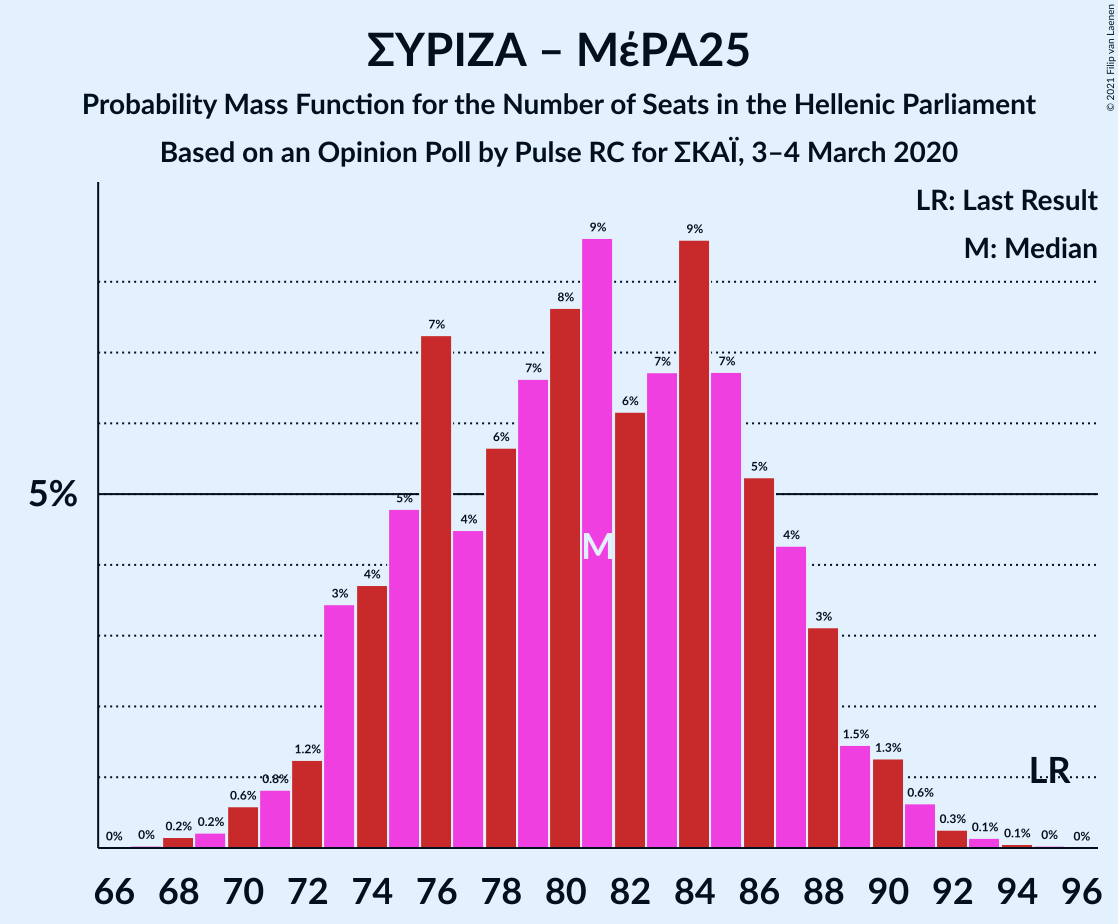 ΣΥΡΙΖΑ – ΜέΡΑ25
Probability Mass Function for the Number of Seats in the Hellenic Parliament
Based on an Opinion Poll by Pulse RC for ΣΚΑΪ, 3–4 March 2020
© 2021 Filip van Laenen
LR: Last Result
M: Median
5%
0% 0% 0.2% 0.2% 0.6% 0.8% 1.2% 3% 4% 5% 7% 4% 6% 7% 8% 9% 6% 7% 9% 7% 5% 4% 3% 1.5% 1.3% 0.6% 0.3% 0.1% 0.1% 0% 0%
M
LR
66 68 70 72 74 76 78 80 82 84 86 88 90 92 94 96